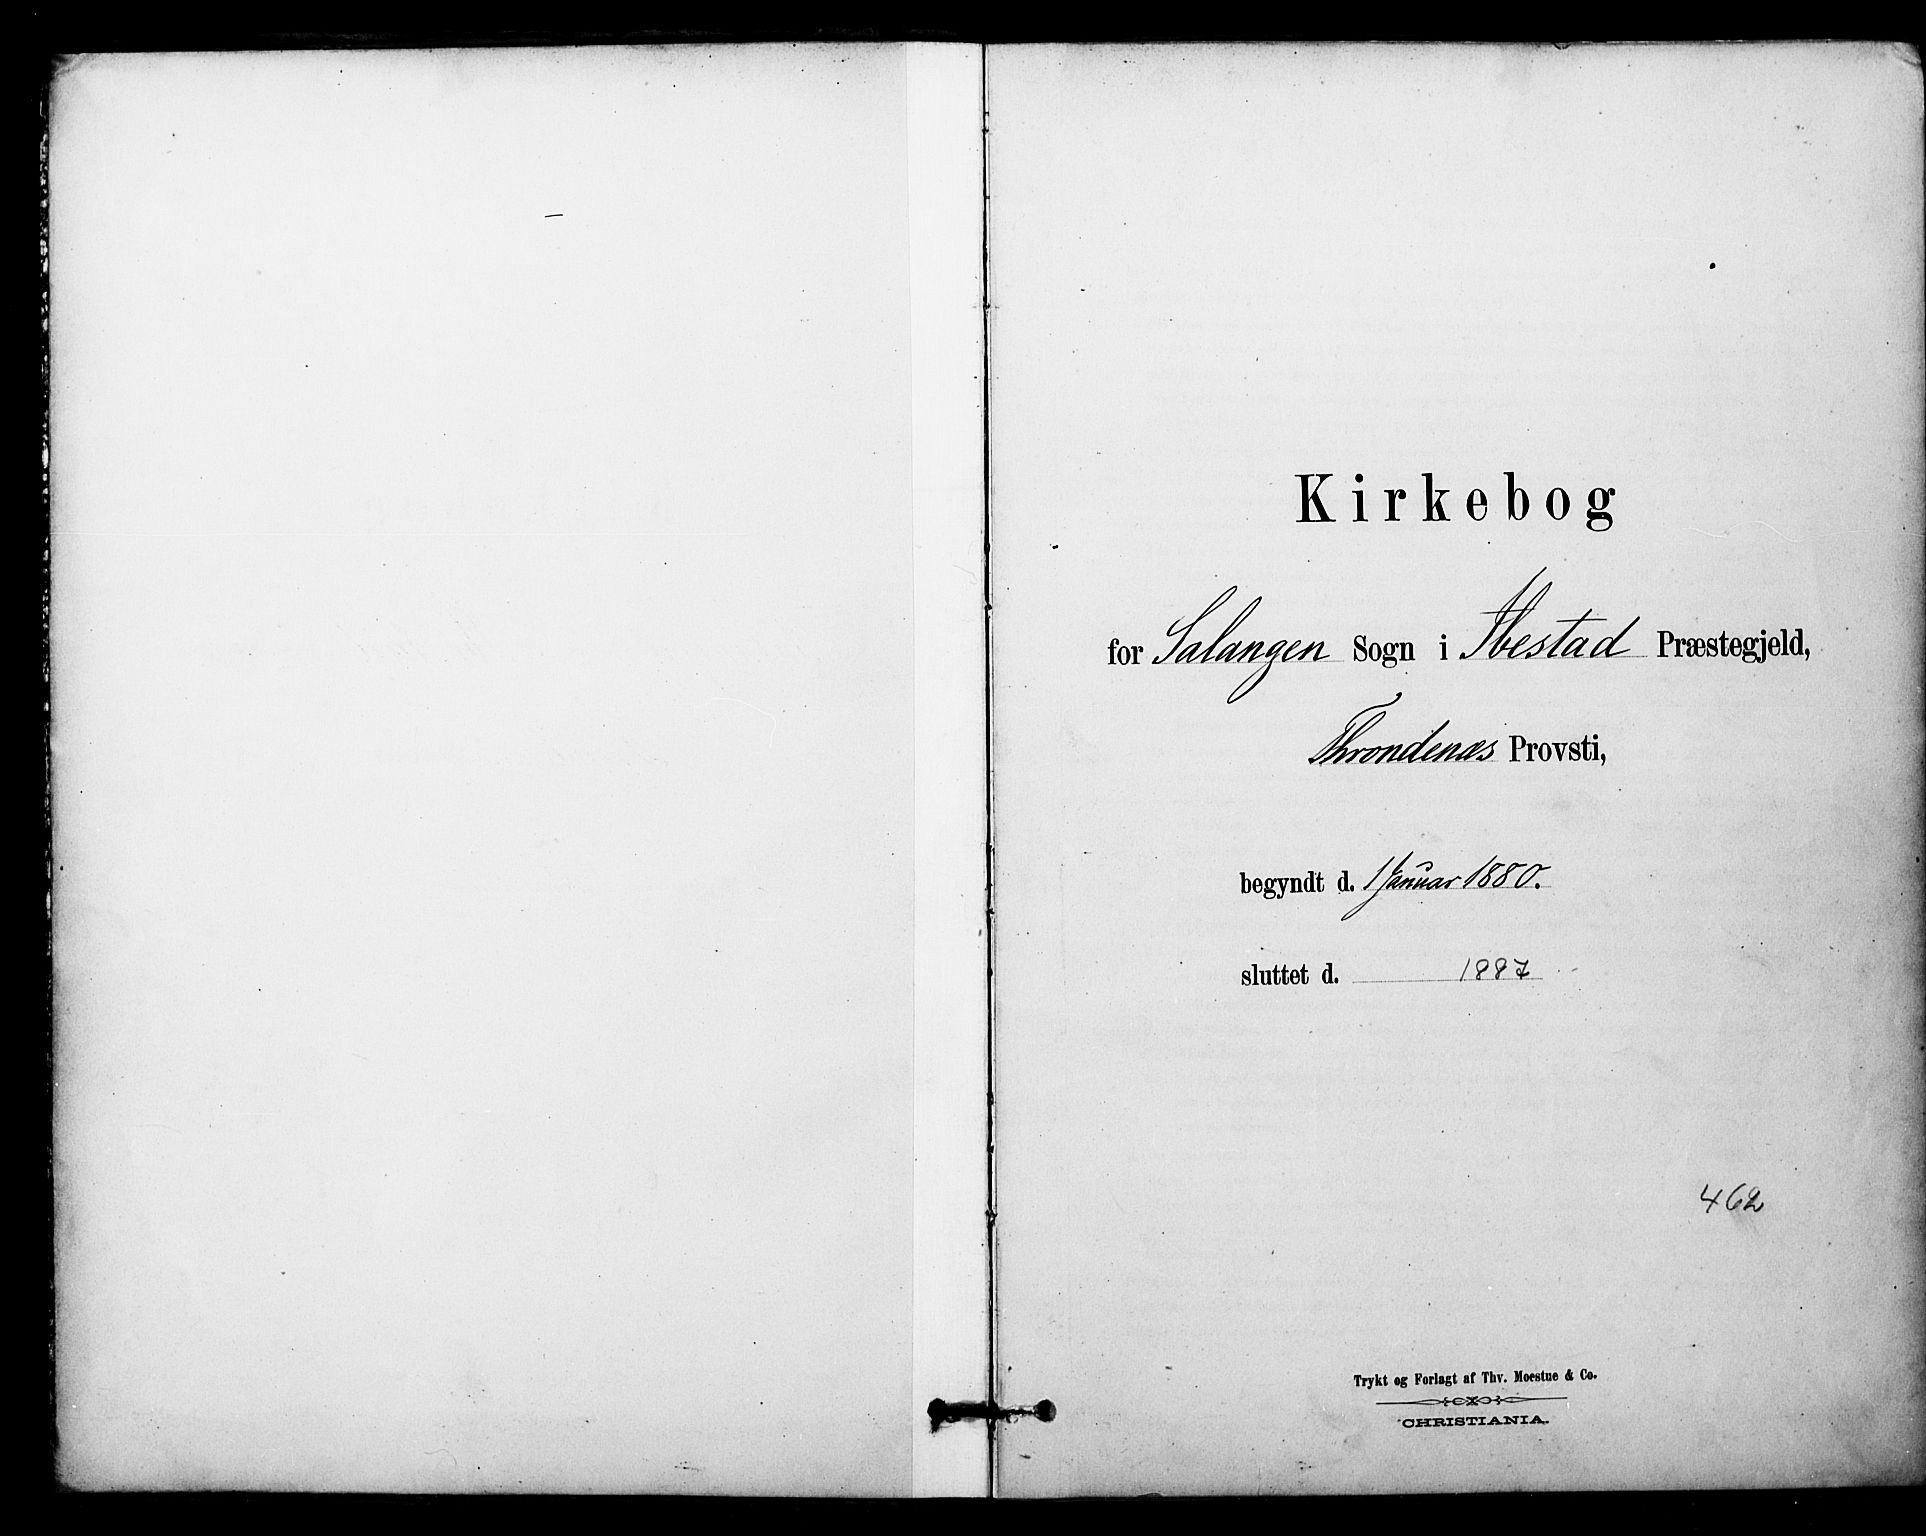 Kirkebog
for Salangen Sogn i Ibestad Præstegjeld,
Throndenæs Provsti,
begyndt d. 1 Januar 1880.
sluttet d. 1887
462
Trykt og Forlagt af Thv. Moestue & Co.
CHRISTIANIA.